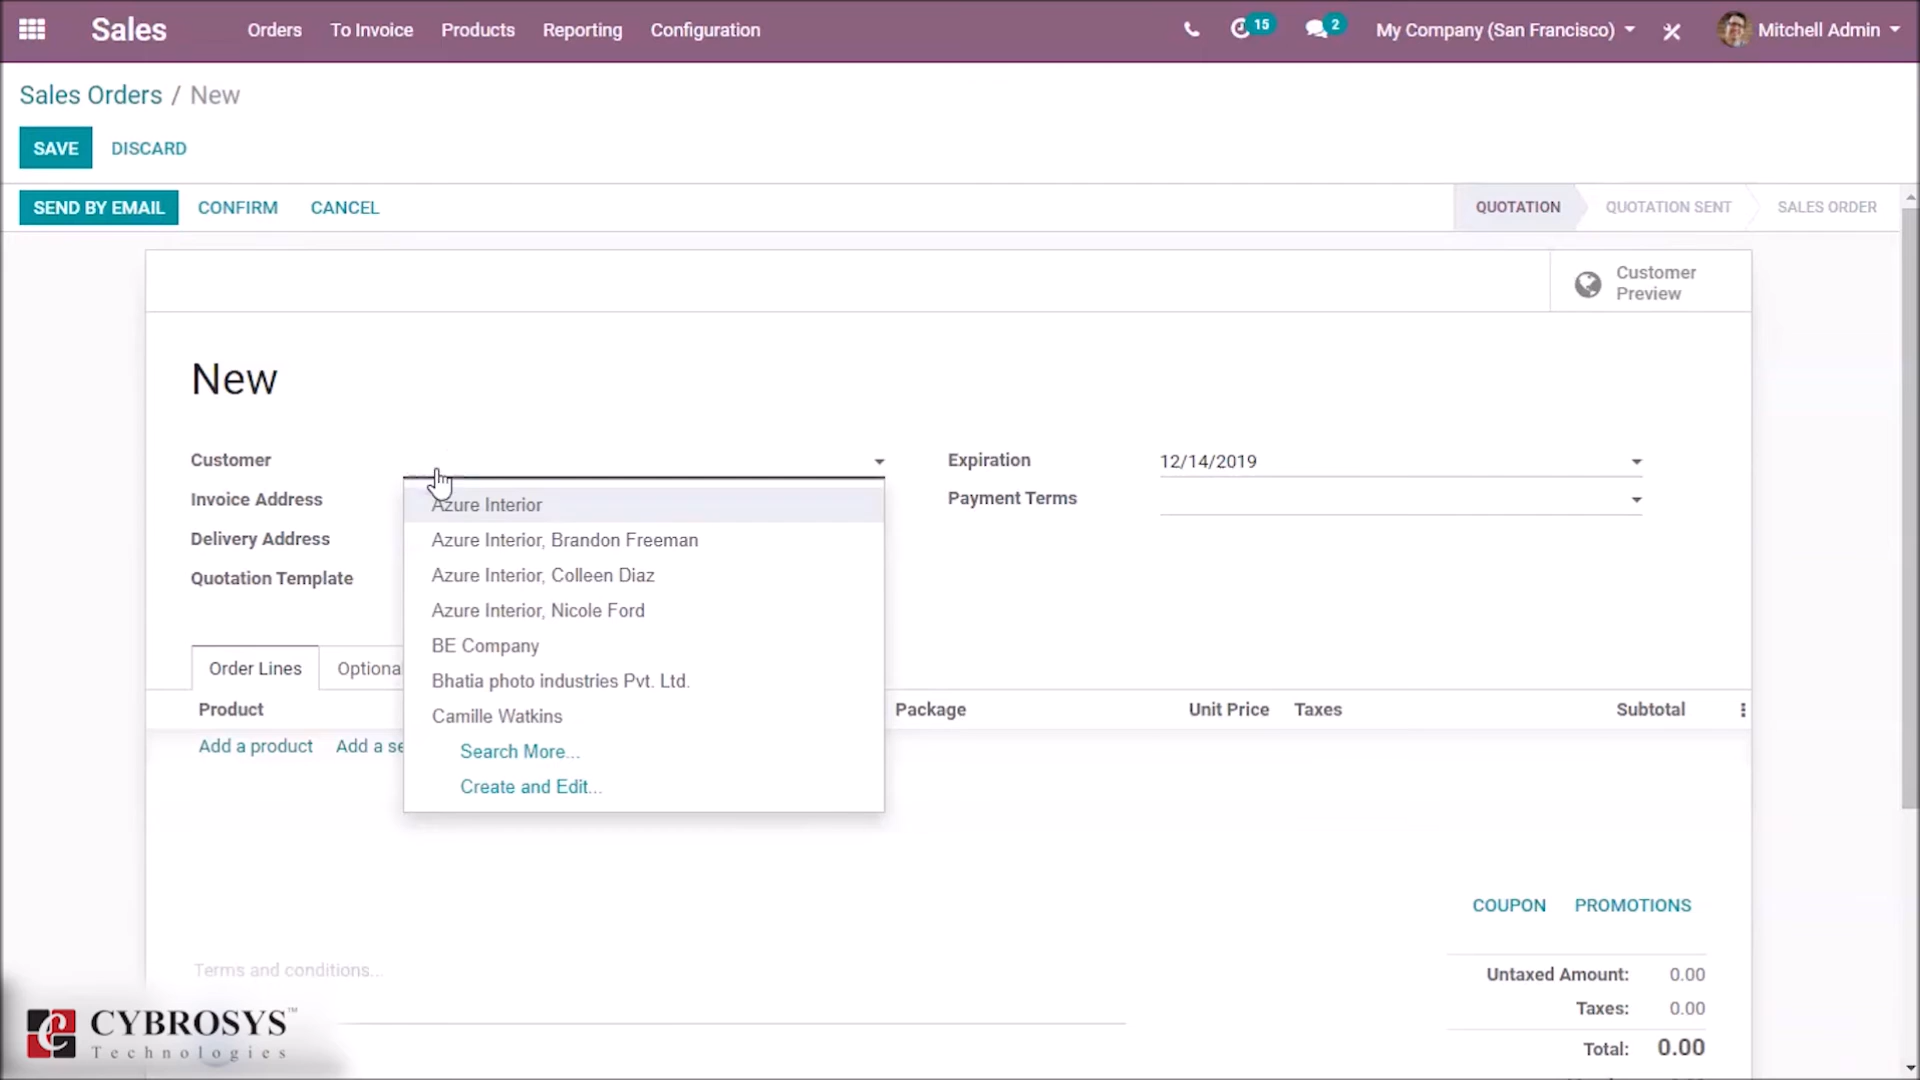 Sales Orders To Invoice Products Reporting Configuration 15 2 My Company (San Francisco) Mitchell Admin
Sales Orders / New
SAVE DISCARD
SEND BY EMAIL CONFIRM CANCEL QUOTATION QUOTATION SENT SALES ORDER
Customer
Preview
New
Customer Expiration 12/14/2019
Invoice Address Payment Terms
Azure Interior
Delivery Address
Azure Interior, Brandon Freeman
Quotation Template
Azure Interior, Colleen Diaz
Azure Interior, Nicole Ford
BE Company
Order Lines
Bhatia photo industries Pvt. Ltd.
Product Package Unit Price Taxes Subtotal
Camille Watkins
Add a product Add a se
Search More...
Create and Edit...
COUPON PROMOTIONS
Terms and conditions...
Untaxed Amount: 0.00
Taxes: 0.00
Total: 0.00
CYBROSYS™
Technologies